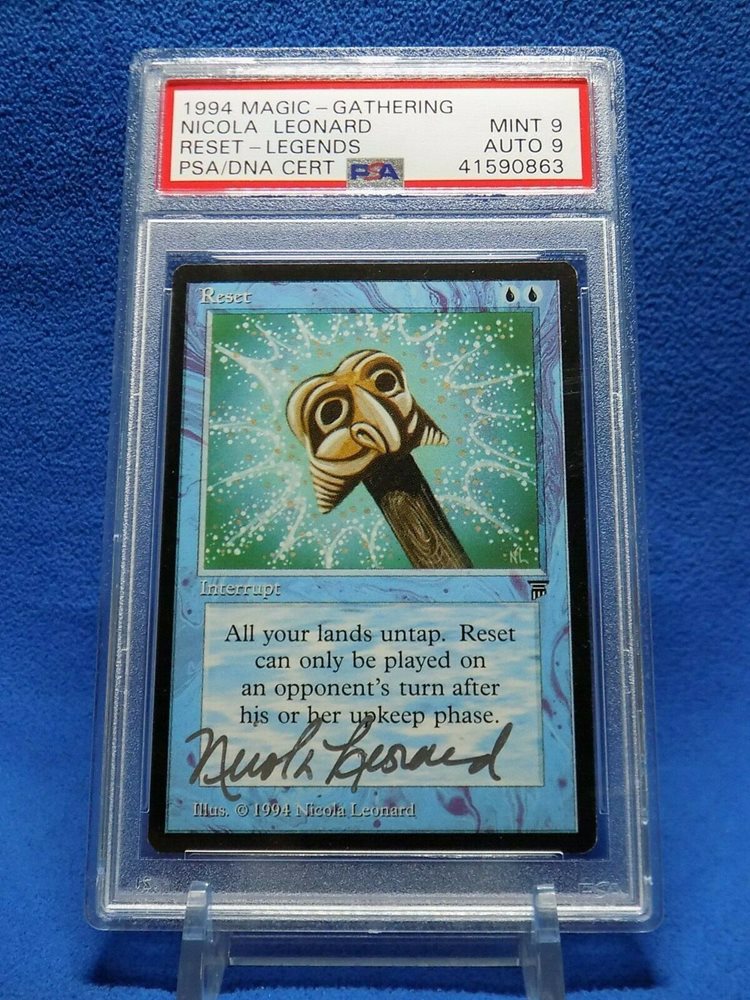 1994 MAGIC - GATHERING
NICOLA LEONARD MINT 9
RESET - LEGENDS AUTO 9
PSA/DNA CERT PSA 41590863
Reset
NL
Interrupt
All your lands untap. Reset
can only be played on
an opponent's turn after
his or her upkeep phase.
Nicola Leonard
Illus. © 1994 Nicola Leonard